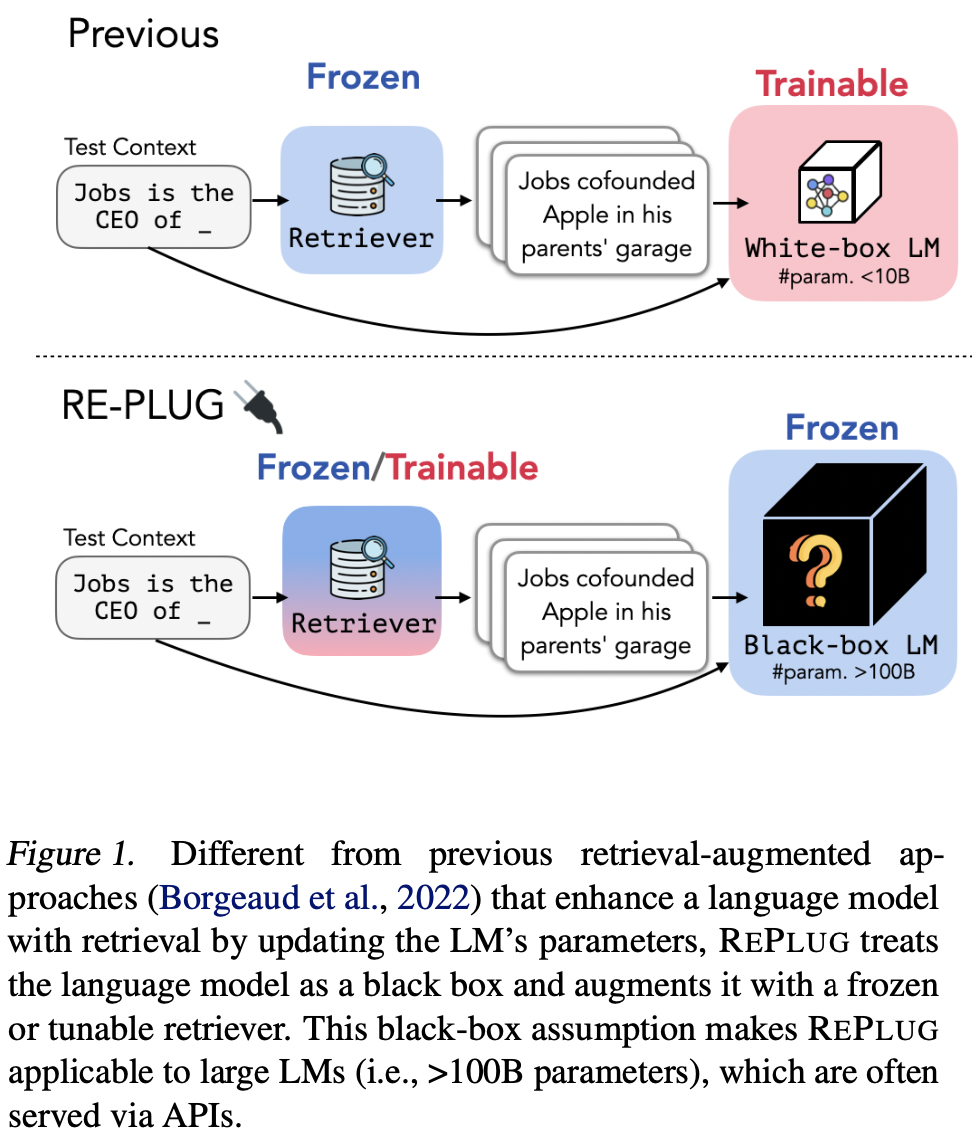 Previous
Frozen
Trainable
Test Context
Jobs is the
CEO of _
Retriever
Jobs cofounded
Apple in his
parents' garage
White-box LM
#param. <10B
RE-PLUG
Frozen/Trainable
Frozen
Test Context
Jobs is the
CEO of _
Retriever
Jobs cofounded
Apple in his
parents' garage
?
Black-box LM
#param. >100B
Figure 1. Different from previous retrieval-augmented ap-
proaches (Borgeaud et al., 2022) that enhance a language model
with retrieval by updating the LM's parameters, REPLUG treats
the language model as a black box and augments it with a frozen
or tunable retriever. This black-box assumption makes REPLUG
applicable to large LMs (i.e., >100B parameters), which are often
served via APIs.